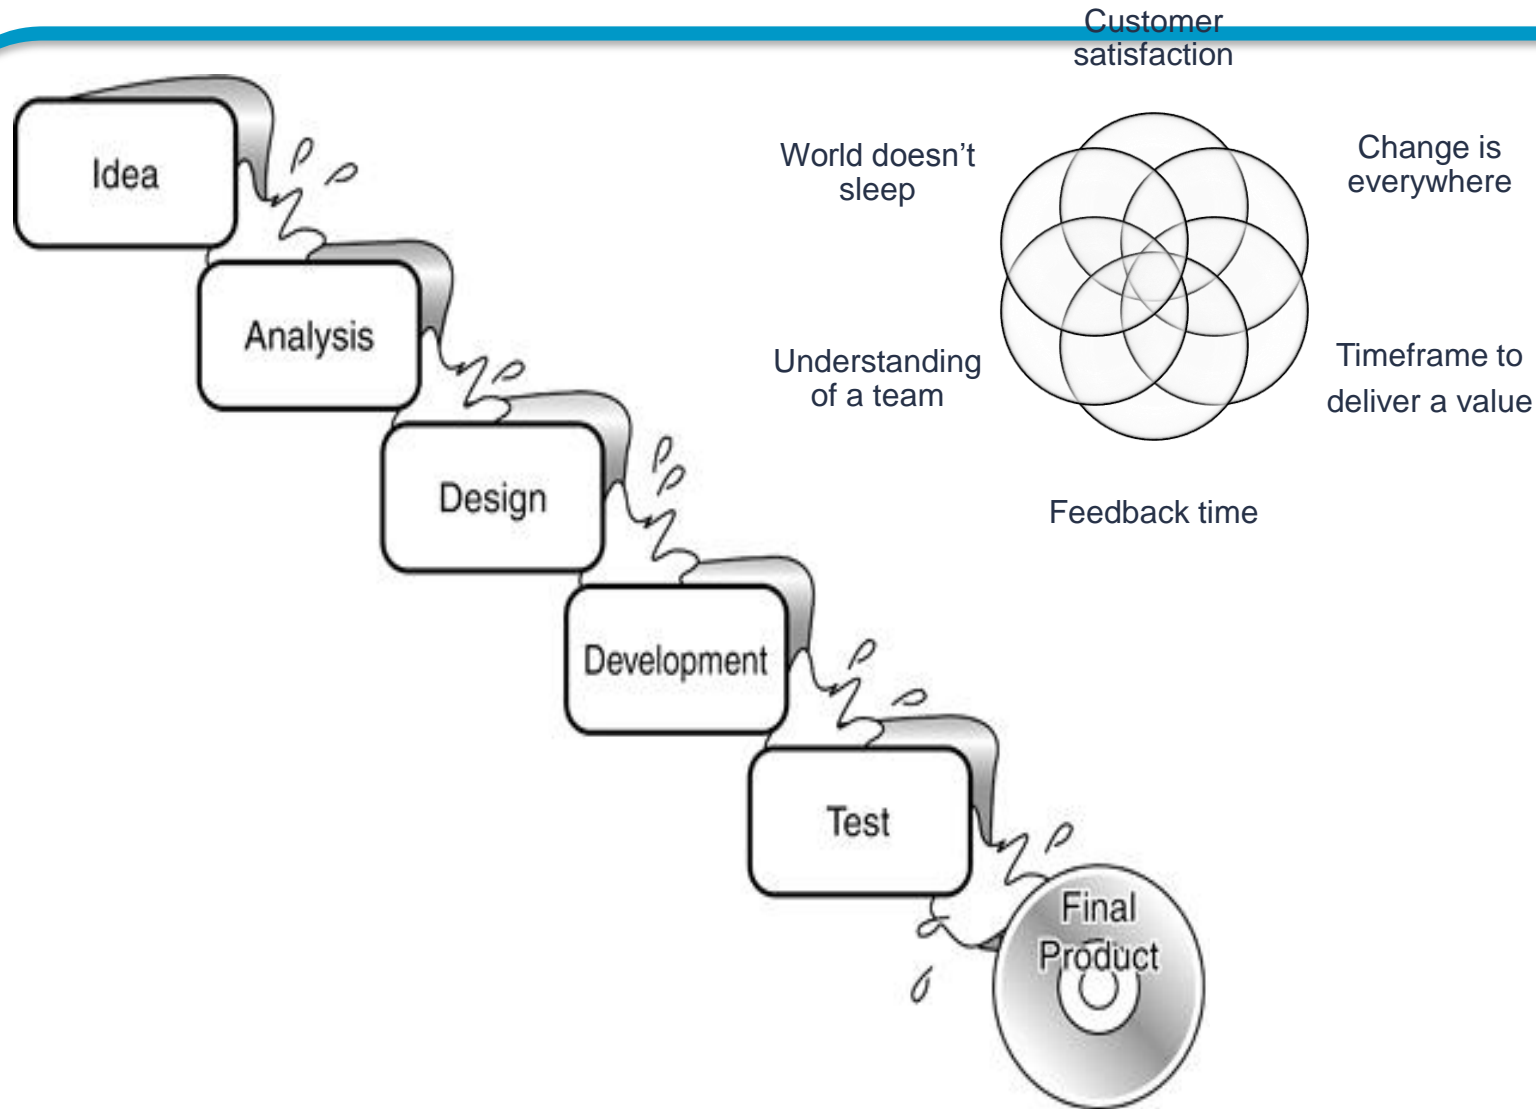 Customer
satisfaction
World doesn't
sleep
Change is
everywhere
Understanding
of a team
Timeframe to
deliver a value
Feedback time
Idea
Analysis
Design
Development
Test
Final
Product